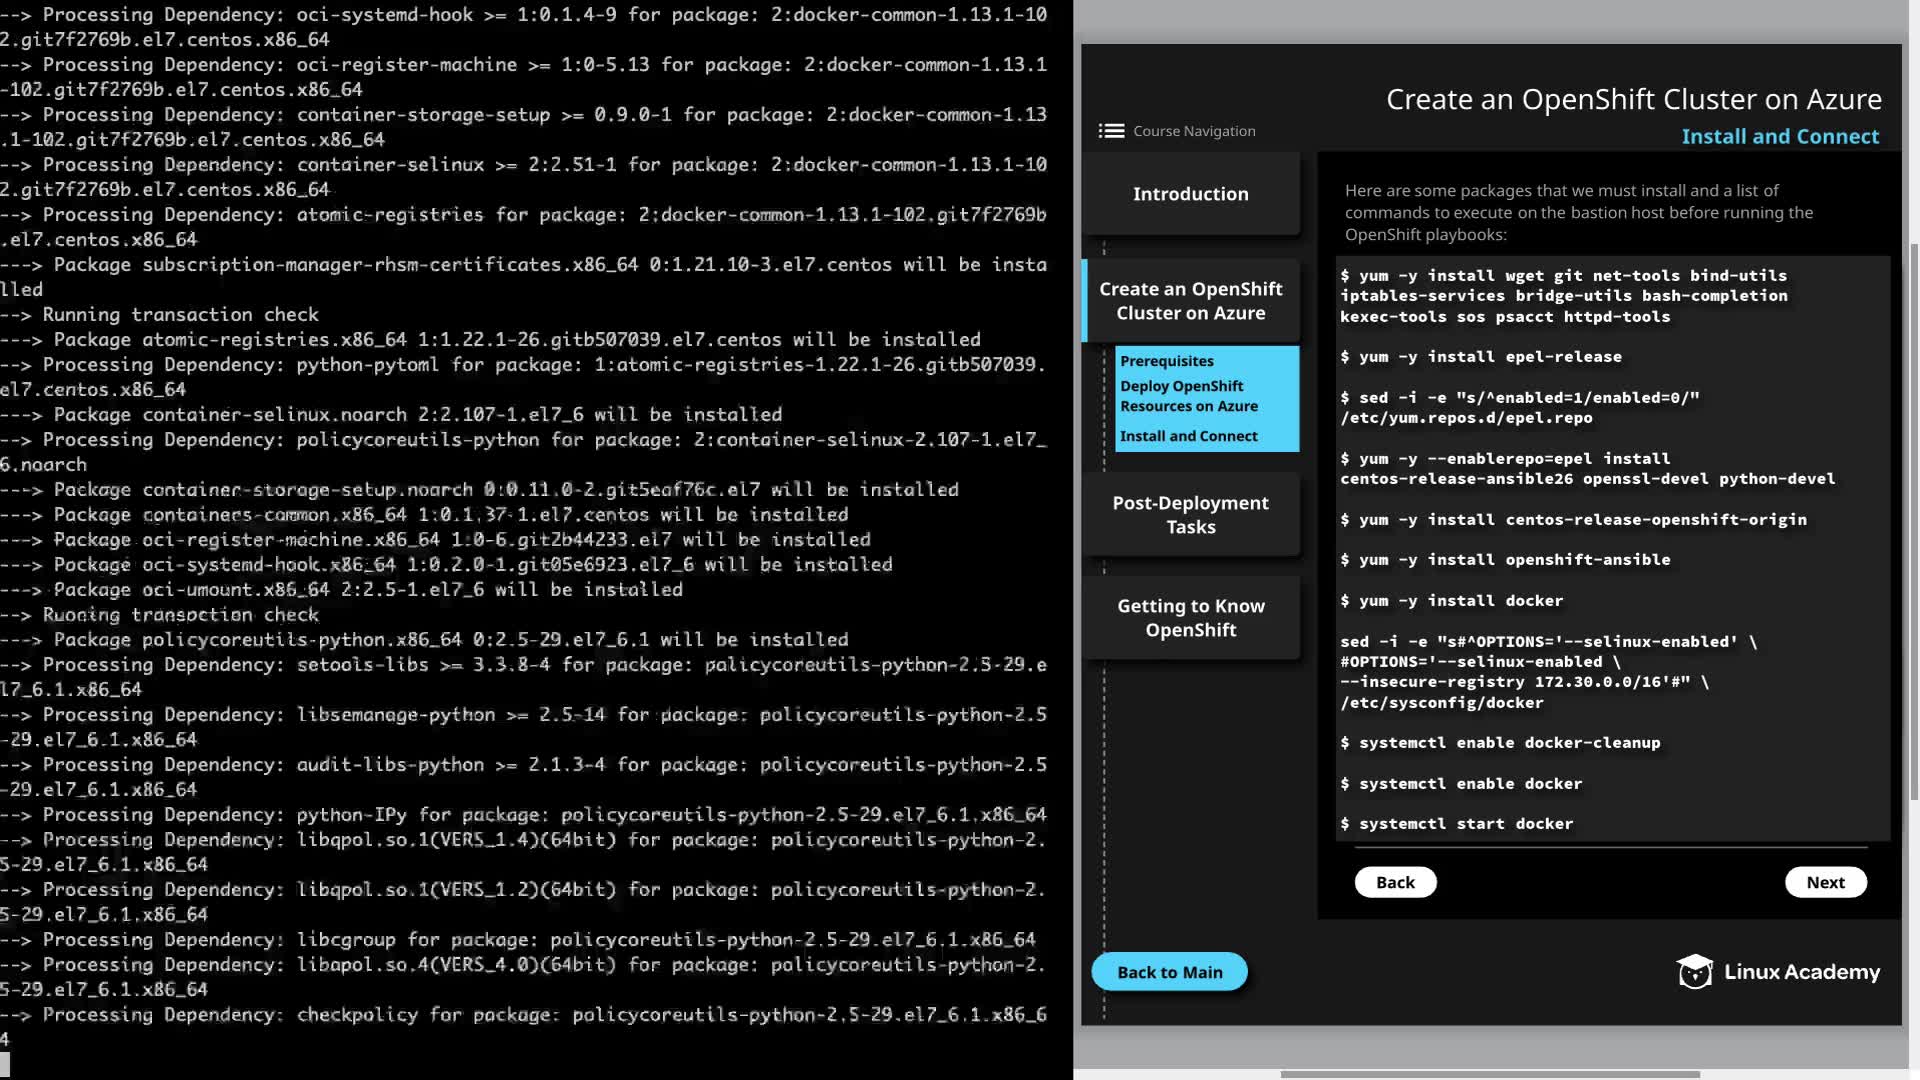 --> Processing Dependency: oci-systemd-hook >= 1:0.1.4-9 for package: 2:docker-common-1.13.1-10
2.git7f2769b.el7.centos.x86_64
--> Processing Dependency: oci-register-machine >= 1:0-5.13 for package: 2:docker-common-1.13.1
-102.git7f2769b.el7.centos.x86_64
--> Processing Dependency: container-storage-setup >= 0.9.0-1 for package: 2:docker-common-1.13
.1-102.git7f2769b.el7.centos.x86_64
--> Processing Dependency: container-selinux >= 2:2.51-1 for package: 2:docker-common-1.13.1-10
2.git7f2769b.el7.centos.x86_64
--> Processing Dependency: atomic-registries for package: 2:docker-common-1.13.1-102.git7f2769b
.el7.centos.x86_64
---> Package subscription-manager-rhsm-certificates.x86_64 0:1.21.10-3.el7.centos will be insta
lled
--> Running transaction check
---> Package atomic-registries.x86_64 1:1.22.1-26.gitb507039.el7.centos will be installed
--> Processing Dependency: python-pytoml for package: 1:atomic-registries-1.22.1-26.gitb507039.
el7.centos.x86_64
---> Package container-selinux.noarch 2:2.107-1.el7_6 will be installed
--> Processing Dependency: policycoreutils-python for package: 2:container-selinux-2.107-1.el7_
6.noarch
---> Package container-storage-setup.noarch 0:0.11.0-2.git5eaf76c.el7 will be installed
---> Package containers-common.x86_64 1:0.1.37-1.el7.centos will be installed
---> Package oci-register-machine.x86_64 1:0-6.git2b44233.el7 will be installed
---> Package oci-systemd-hook.x86_64 1:0.2.0-1.git05e6923.el7_6 will be installed
---> Package oci-umount.x86_64 2:2.5-1.el7_6 will be installed
--> Running transaction check
---> Package policycoreutils-python.x86_64 0:2.5-29.el7_6.1 will be installed
--> Processing Dependency: setools-libs >= 3.3.8-4 for package: policycoreutils-python-2.5-29.e
l7_6.1.x86_64
--> Processing Dependency: libsemanage-python >= 2.5-14 for package: policycoreutils-python-2.5
-29.el7_6.1.x86_64
--> Processing Dependency: audit-libs-python >= 2.1.3-4 for package: policycoreutils-python-2.5
-29.el7_6.1.x86_64
--> Processing Dependency: python-IPy for package: policycoreutils-python-2.5-29.el7_6.1.x86_64
--> Processing Dependency: libqpol.so.1(VERS_1.4)(64bit) for package: policycoreutils-python-2.
5-29.el7_6.1.x86_64
--> Processing Dependency: libqpol.so.1(VERS_1.2)(64bit) for package: policycoreutils-python-2.
5-29.el7_6.1.x86_64
--> Processing Dependency: libcgroup for package: policycoreutils-python-2.5-29.el7_6.1.x86_64
--> Processing Dependency: libapol.so.4(VERS_4.0)(64bit) for package: policycoreutils-python-2.
5-29.el7_6.1.x86_64
--> Processing Dependency: checkpolicy for package: policycoreutils-python-2.5-29.el7_6.1.x86_6
4
Create an OpenShift Cluster on Azure
Course Navigation
Install and Connect
Introduction
Create an OpenShift
Cluster on Azure
Prerequisites
Deploy OpenShift
Resources on Azure
Install and Connect
Post-Deployment
Tasks
Getting to Know
OpenShift
Back to Main
Here are some packages that we must install and a list of
commands to execute on the bastion host before running the
OpenShift playbooks:
$ yum -y install wget git net-tools bind-utils
iptables-services bridge-utils bash-completion
kexec-tools sos psacct httpd-tools
$ yum -y install epel-release
$ sed -i -e "s/^enabled=1/enabled=0/"
/etc/yum.repos.d/epel.repo
$ yum -y --enablerepo=epel install
centos-release-ansible26 openssl-devel python-devel
$ yum -y install centos-release-openshift-origin
$ yum -y install openshift-ansible
$ yum -y install docker
sed -i -e "s#^OPTIONS='--selinux-enabled' \
#OPTIONS='--selinux-enabled \
--insecure-registry 172.30.0.0/16'#" \
/etc/sysconfig/docker
$ systemctl enable docker-cleanup
$ systemctl enable docker
$ systemctl start docker
Back
Next
Linux Academy